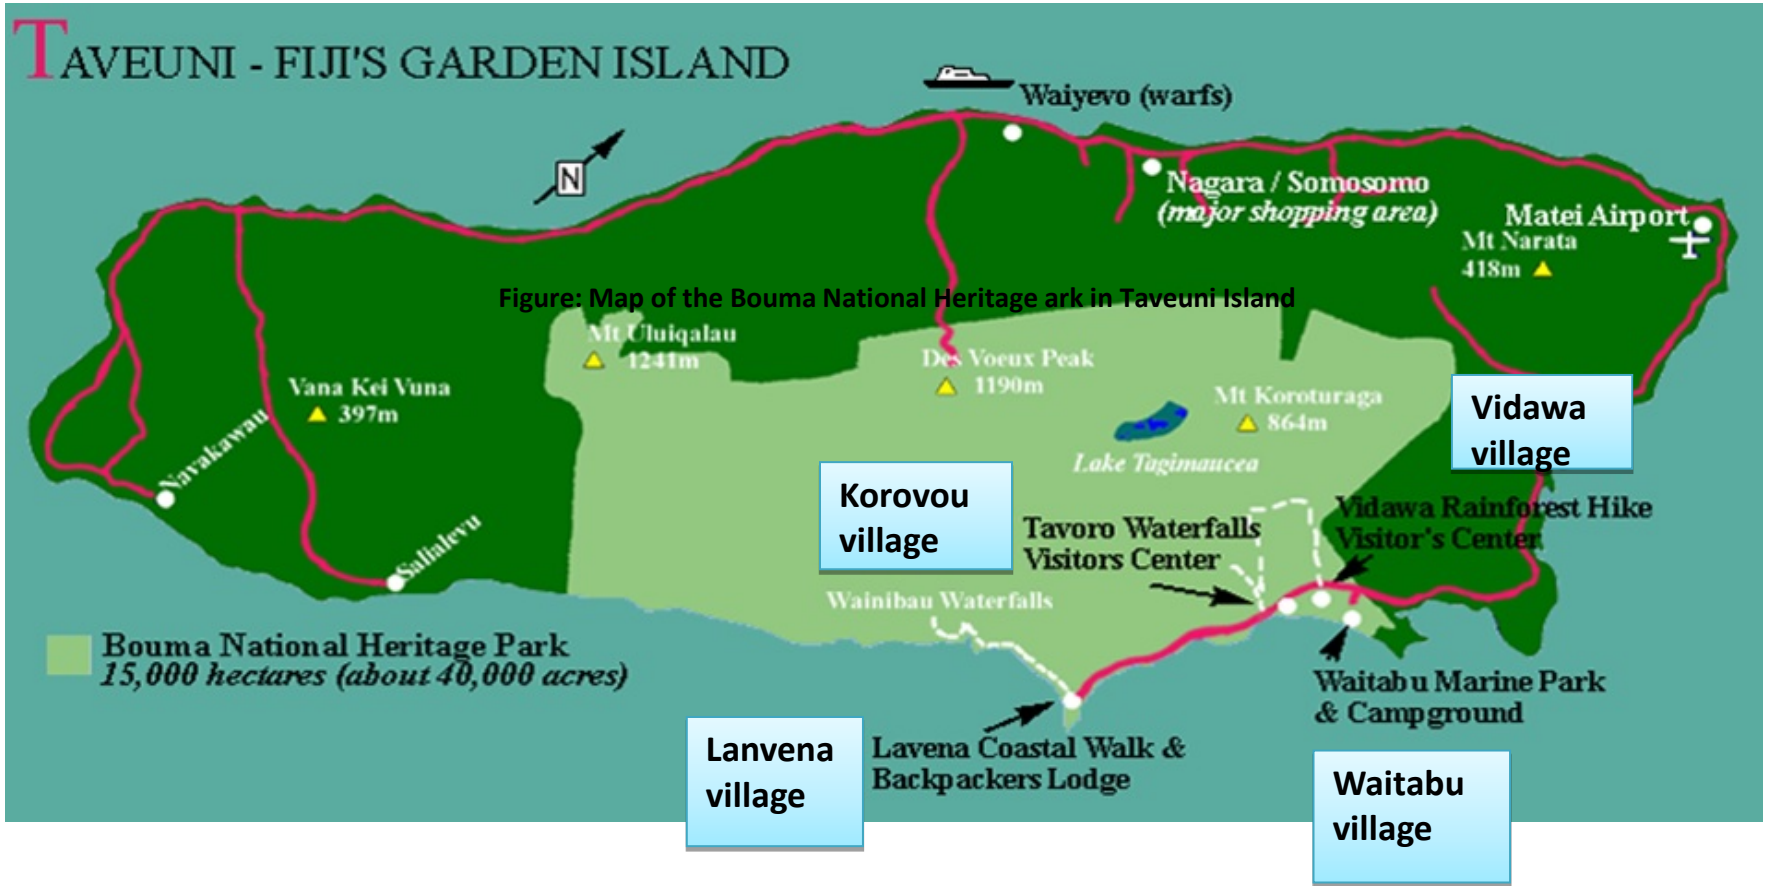 TAVEUNI - FIJI'S GARDEN ISLAND
Waiyevo (warfs)
N
Nagara / Somosomo
(major shopping area)
Matei Airport
Mt Narata
418m
Figure: Map of the Bouma National Heritage ark in Taveuni Island
Mt Uluiqalau
1241m
Des Voeux Peak
1190m
Vana Kei Vuna
397m
Mt Koroturaga
864m
Lake Tagimaucea
Vidawa
village
Navakawau
Salialevu
Korovou
village
Tavoro Waterfalls
Visitors Center
Vidawa Rainforest Hike
Visitor's Center
Wainibau Waterfalls
Bouma National Heritage Park
15,000 hectares (about 40,000 acres)
Waitabu Marine Park
& Campground
Lanvena
village
Lavena Coastal Walk &
Backpackers Lodge
Waitabu
village